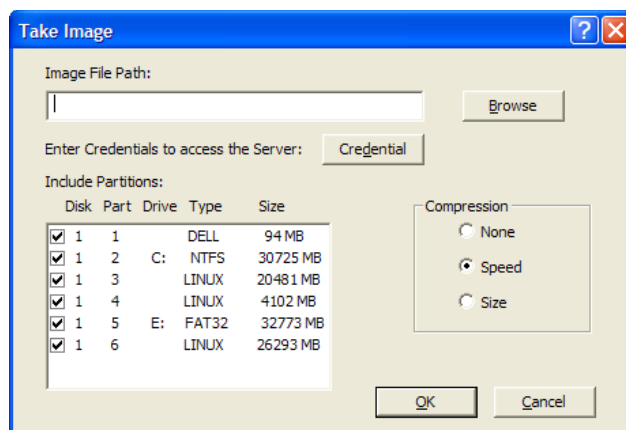 Take Image
Image File Path:
Browse
Enter Credentials to access the Server: Credential
Include Partitions:
Disk Part Drive Type Size
1 1 DELL 94 MB
1 2 C: NTFS 30725 MB
1 3 LINUX 20481 MB
1 4 LINUX 4102 MB
1 5 E: FAT32 32773 MB
1 6 LINUX 26293 MB
Compression
None
Speed
Size
OK Cancel